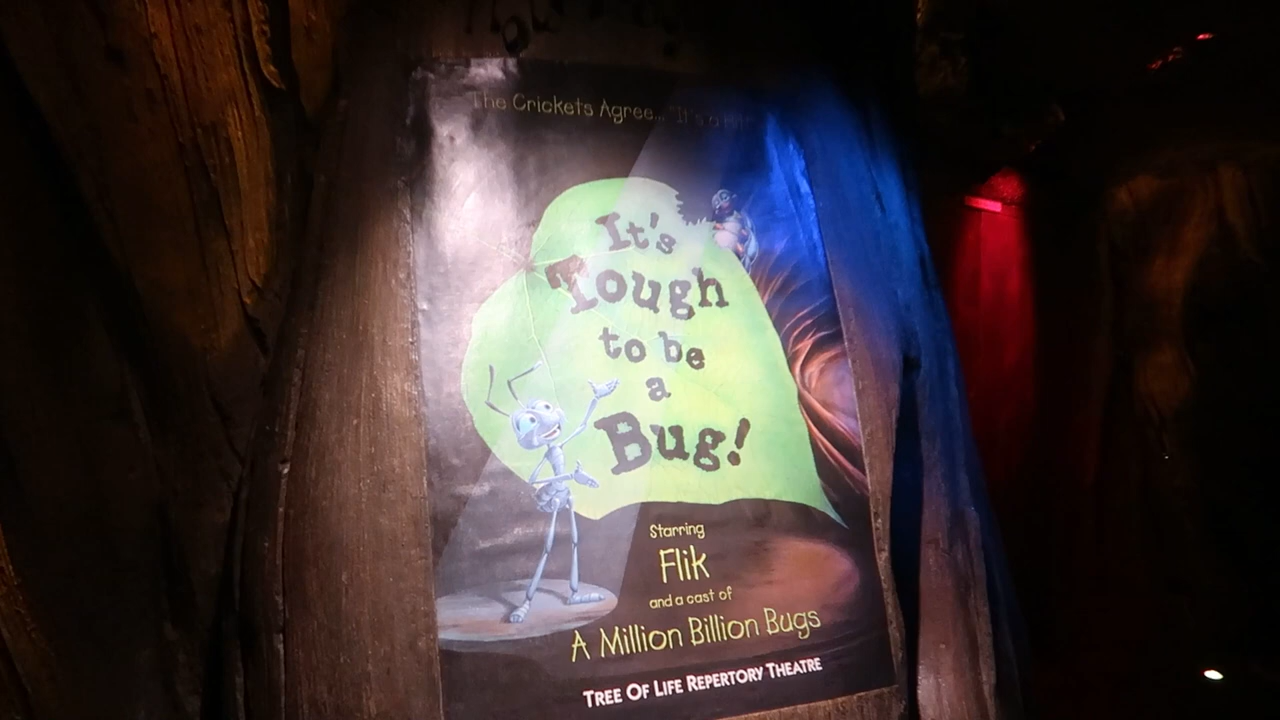 The Crickets Agree... "It's a
It's
Tough
to be
a
Bug!
Starring
Flik
and a cast of
A Million Billion Bugs
Tree Of Life Repertory Theatre